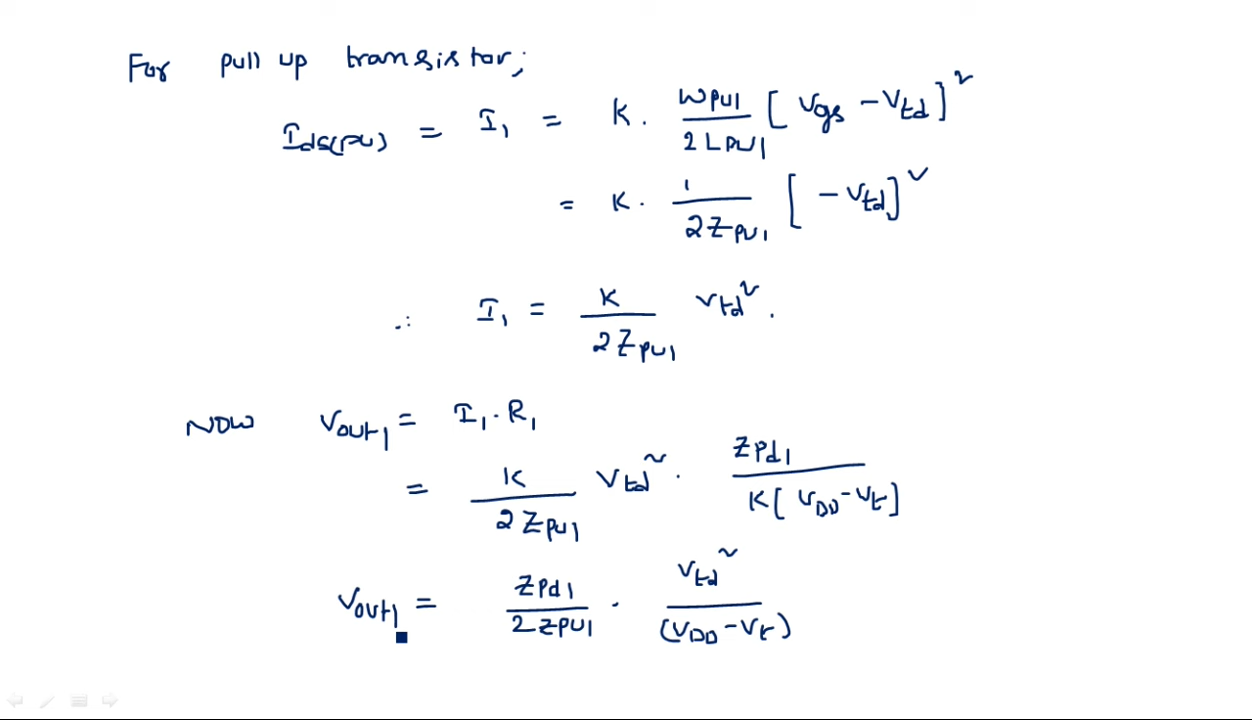 For pull up transistor;
Ids(pu) = I1 = K. Wpu1/2Lpu1 [Vgs - Vtd]^2
= K. 1/2Zpu1 [-Vtd]^2
∴ I1 = K/2Zpu1 Vtd^2.
NOW Vout1 = I1.R1
= K/2Zpu1 Vtd^2 . Zpd1/K[VDD-Vt]
Vout1 = Zpd1/2Zpu1 . Vtd^2/(VDD-Vt)